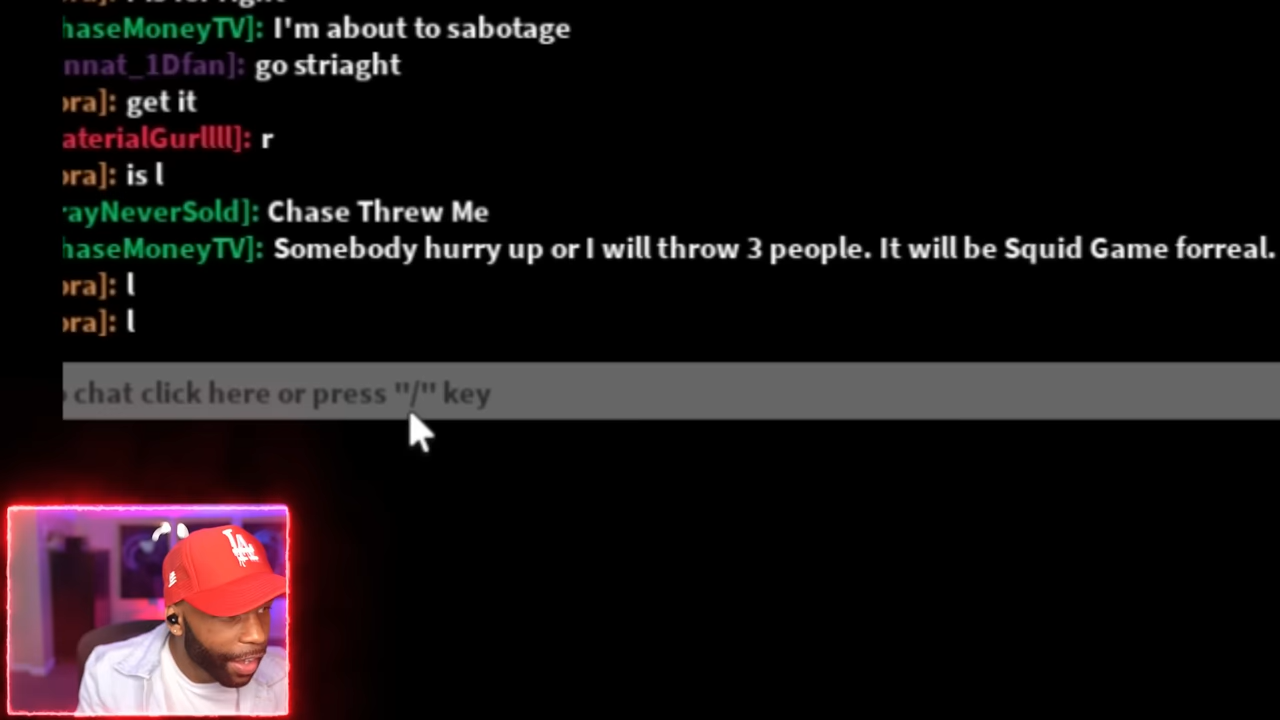 haseMoneyTV]: I'm about to sabotage
nnat_1Dfan]: go striaght
ora]: get it
aterialGurllll]: r
ora]: is l
rayNeverSold]: Chase Threw Me
haseMoneyTV]: Somebody hurry up or I will throw 3 people. It will be Squid Game forreal.
ora]: l
ora]: l
chat click here or press "/" key
LA